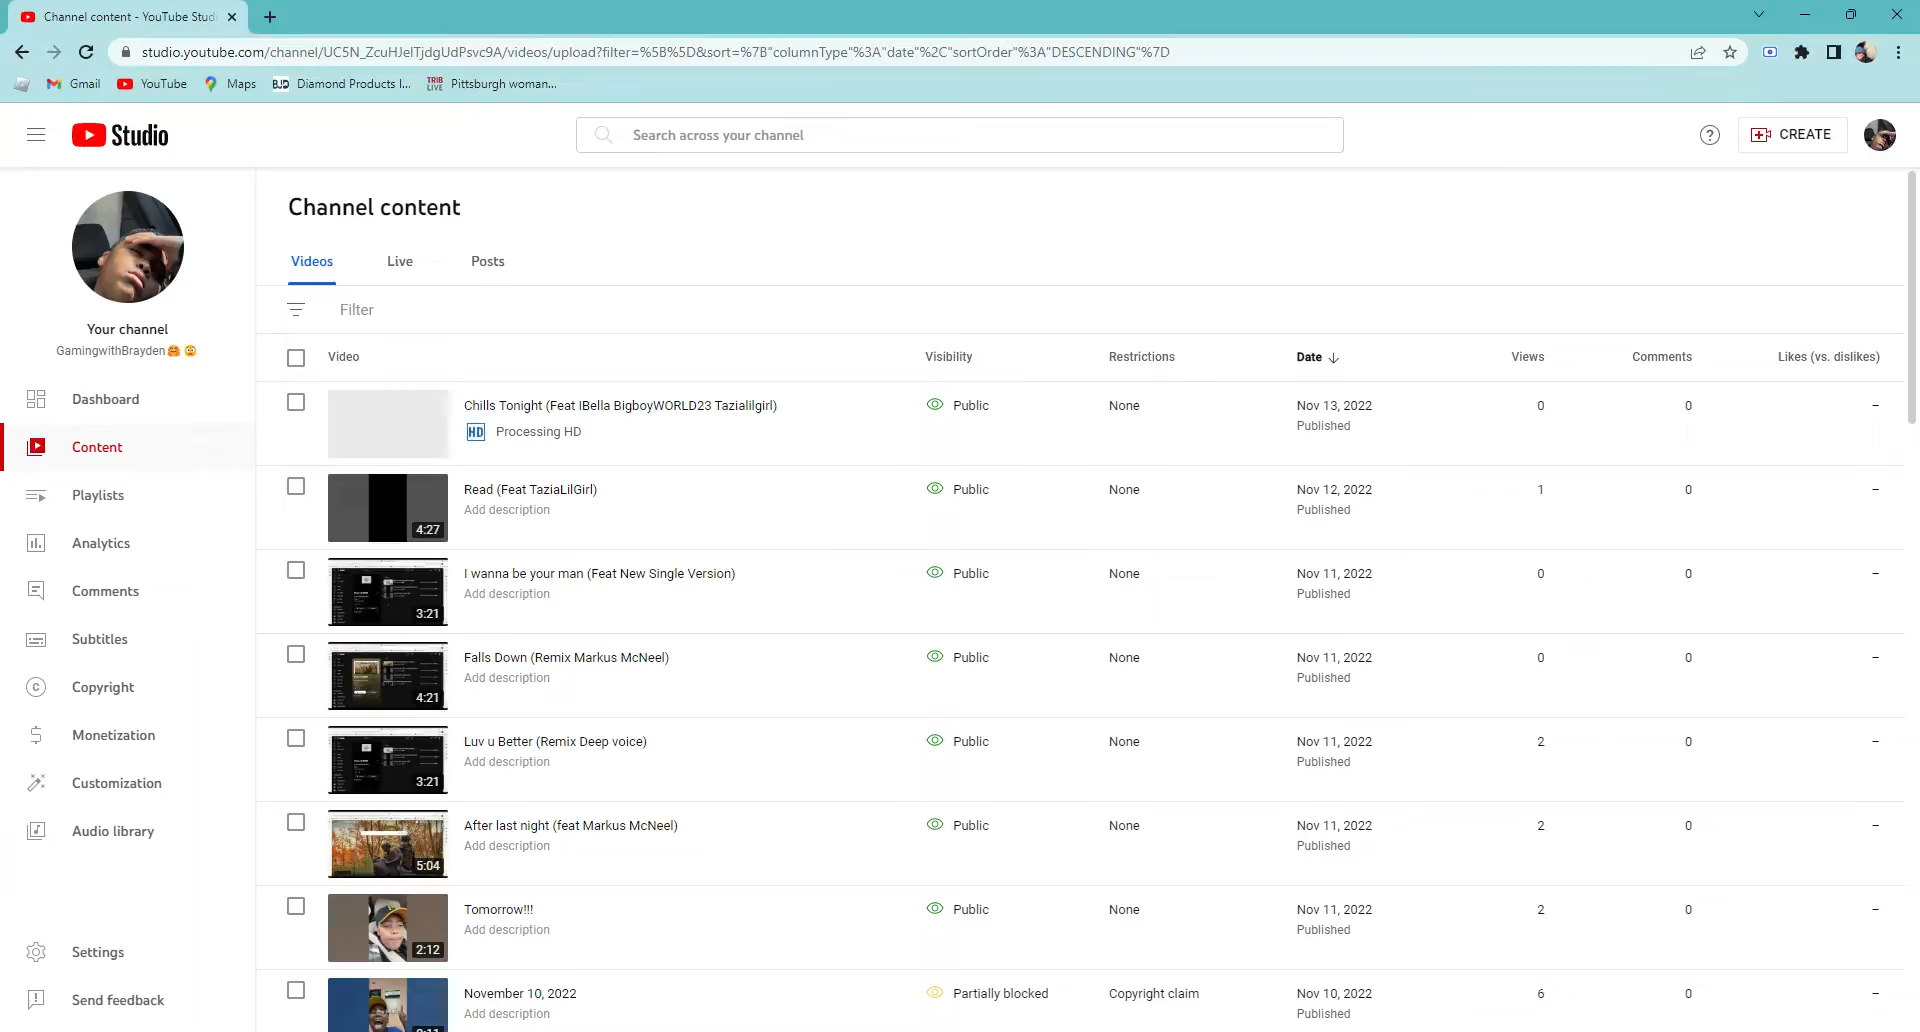 Channel content - YouTube Stud
studio.youtube.com/channel/UC5N_ZcuHJelTjdgUdPsvc9A/videos/upload?filter=%5B%5D&sort=%7B"columnType"%3A"date"%2C"sortOrder"%3A"DESCENDING"%7D
Gmail YouTube Maps BJD Diamond Products I... TRIB LIVE Pittsburgh woman...
Studio Search across your channel ? CREATE
Channel content
Videos Live Posts
Filter
Your channel
GamingwithBrayden🤗 😩
Dashboard
Content
Playlists
Analytics
Comments
Subtitles
Copyright
Monetization
Customization
Audio library
Settings
Send feedback
Video Visibility Restrictions Date ↓ Views Comments Likes (vs. dislikes)
Chills Tonight (Feat IBella BigboyWORLD23 Tazialilgirl) Public None Nov 13, 2022 0 0 –
HD Processing HD Published
Read (Feat TaziaLilGirl) Public None Nov 12, 2022 1 0 –
Add description Published
4:27
I wanna be your man (Feat New Single Version) Public None Nov 11, 2022 0 0 –
Add description Published
3:21
Falls Down (Remix Markus McNeel) Public None Nov 11, 2022 0 0 –
Add description Published
4:21
Luv u Better (Remix Deep voice) Public None Nov 11, 2022 2 0 –
Add description Published
3:21
After last night (feat Markus McNeel) Public None Nov 11, 2022 2 0 –
Add description Published
5:04
Tomorrow!!! Public None Nov 11, 2022 2 0 –
Add description Published
2:12
November 10, 2022 Partially blocked Copyright claim Nov 10, 2022 6 0 –
Add description Published